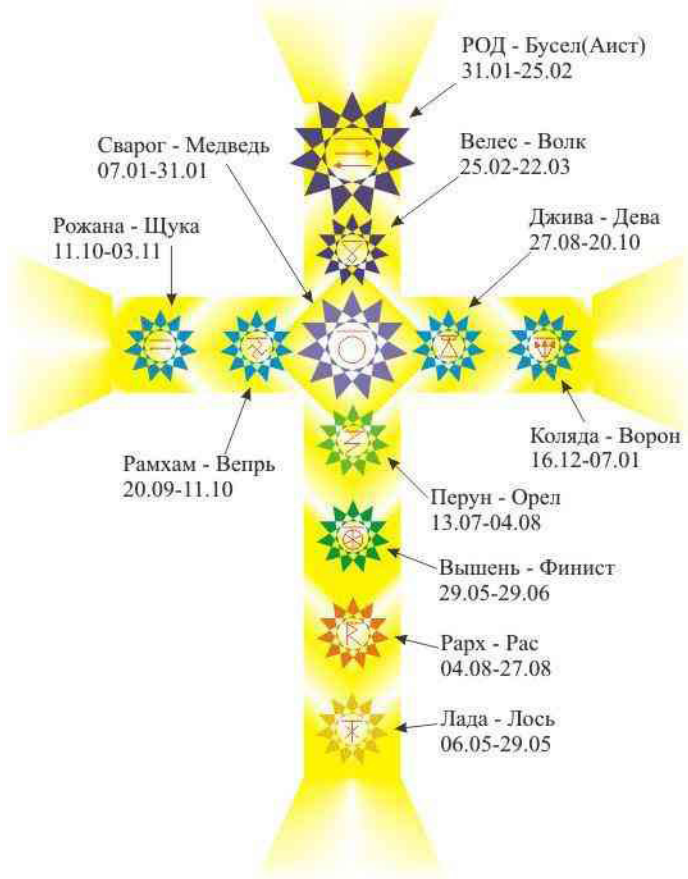 РОД - Бусел(Аист)
31.01-25.02
Сварог - Медведь
07.01-31.01
Велес - Волк
25.02-22.03
Рожана - Щука
11.10-03.11
Джива - Дева
27.08-20.10
Рамхам - Вепрь
20.09-11.10
Коляда - Ворон
16.12-07.01
Перун - Орел
13.07-04.08
Вышень - Финист
29.05-29.06
Рарх - Рас
04.08-27.08
Лада - Лось
06.05-29.05